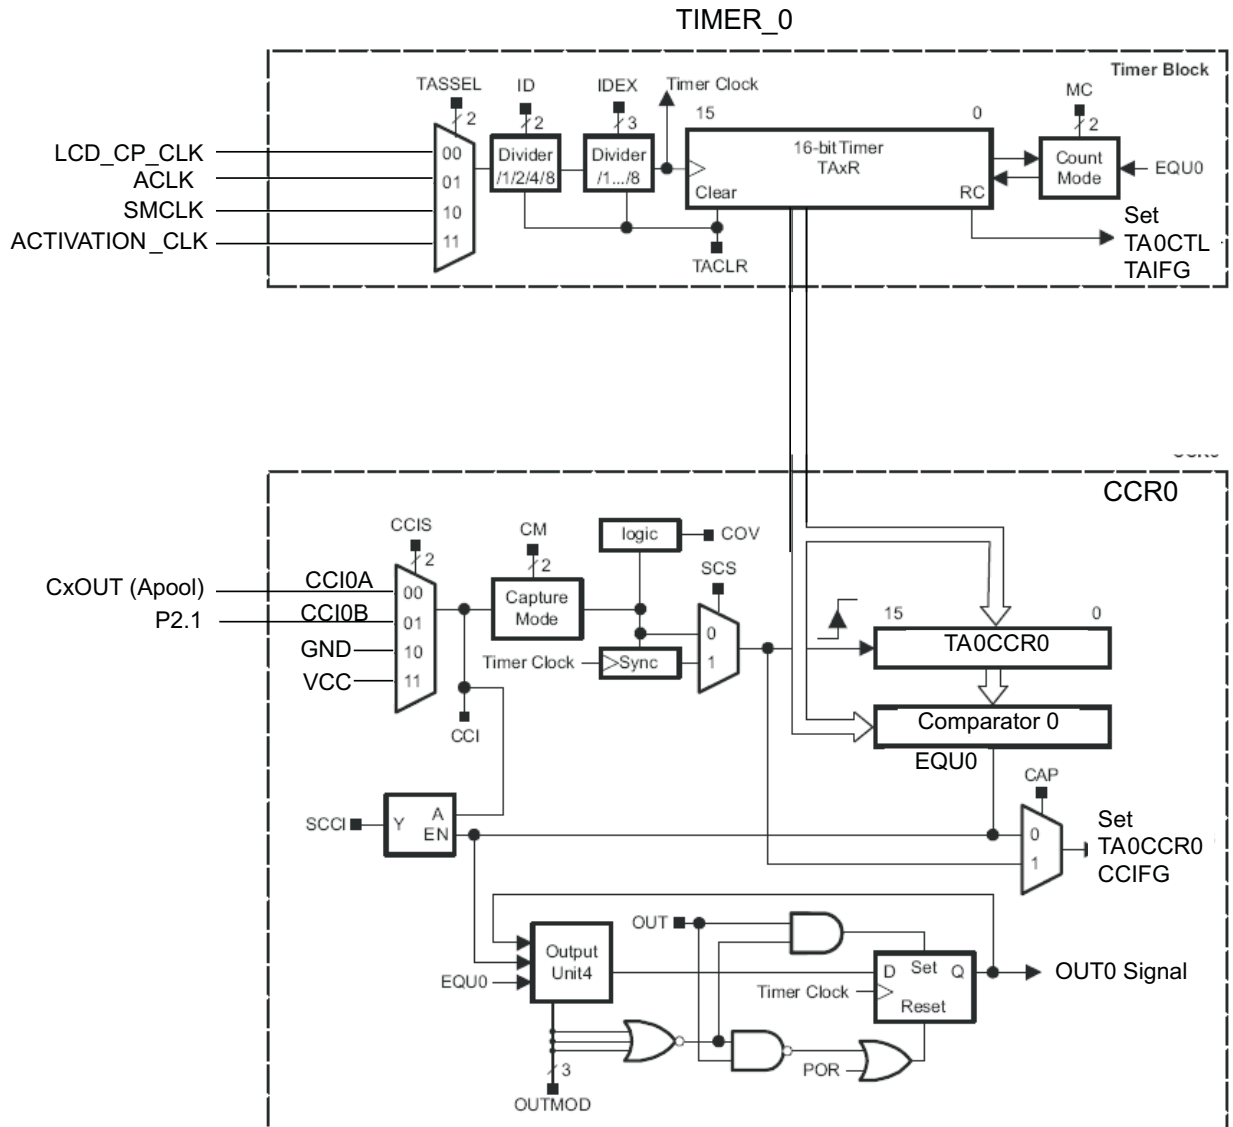 TIMER_0
Timer Block
TASSEL
ID
IDEX
Timer Clock
MC
2
2
3
15
0
2
LCD_CP_CLK
ACLK
SMCLK
ACTIVATION_CLK
00
01
10
11
Divider
/1/2/4/8
Divider
/1.../8
16-bit Timer
TAxR
Clear
RC
Count
Mode
EQU0
TACLR
Set
TA0CTL
TAIFG
CCR0
CCIS
2
CM
2
logic
COV
SCS
CxOUT (Apool)
CCI0A
P2.1
CCI0B
GND
VCC
00
01
10
11
Capture
Mode
Timer Clock
Sync
0
1
15
0
TA0CCR0
Comparator 0
EQU0
CCI
CAP
SCCI
Y
A
EN
0
1
Set
TA0CCR0
CCIFG
OUT
Output
Unit4
EQU0
Timer Clock
D
Set
Q
Reset
OUT0 Signal
POR
3
OUTMOD